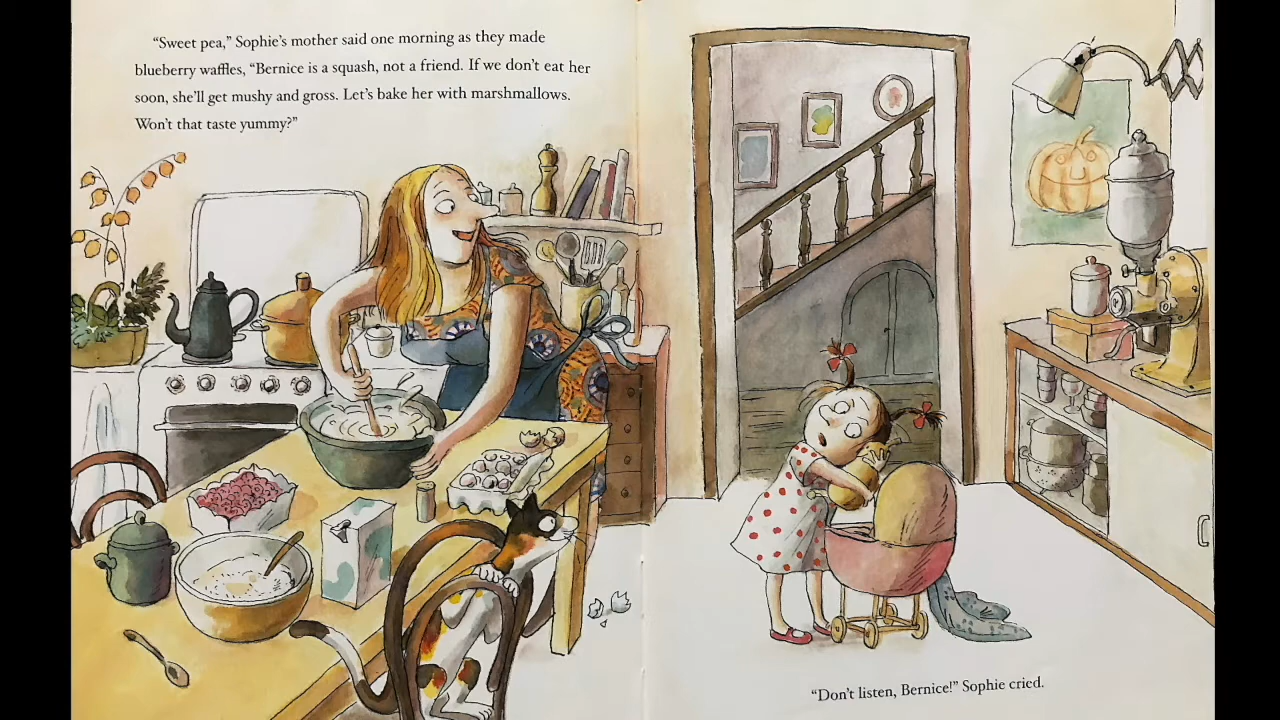 “Sweet pea,” Sophie’s mother said one morning as they made
blueberry waffles, “Bernice is a squash, not a friend. If we don’t eat her
soon, she’ll get mushy and gross. Let’s bake her with marshmallows.
Won’t that taste yummy?”
“Don’t listen, Bernice!” Sophie cried.